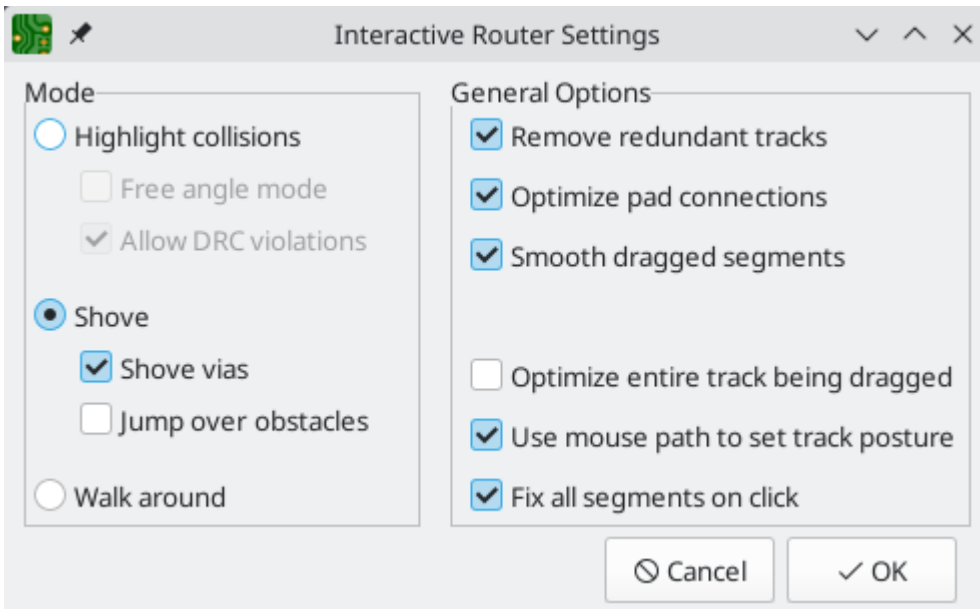 Interactive Router Settings
Mode
Highlight collisions
Free angle mode
Allow DRC violations
Shove
Shove vias
Jump over obstacles
Walk around
General Options
Remove redundant tracks
Optimize pad connections
Smooth dragged segments
Optimize entire track being dragged
Use mouse path to set track posture
Fix all segments on click
Cancel
OK